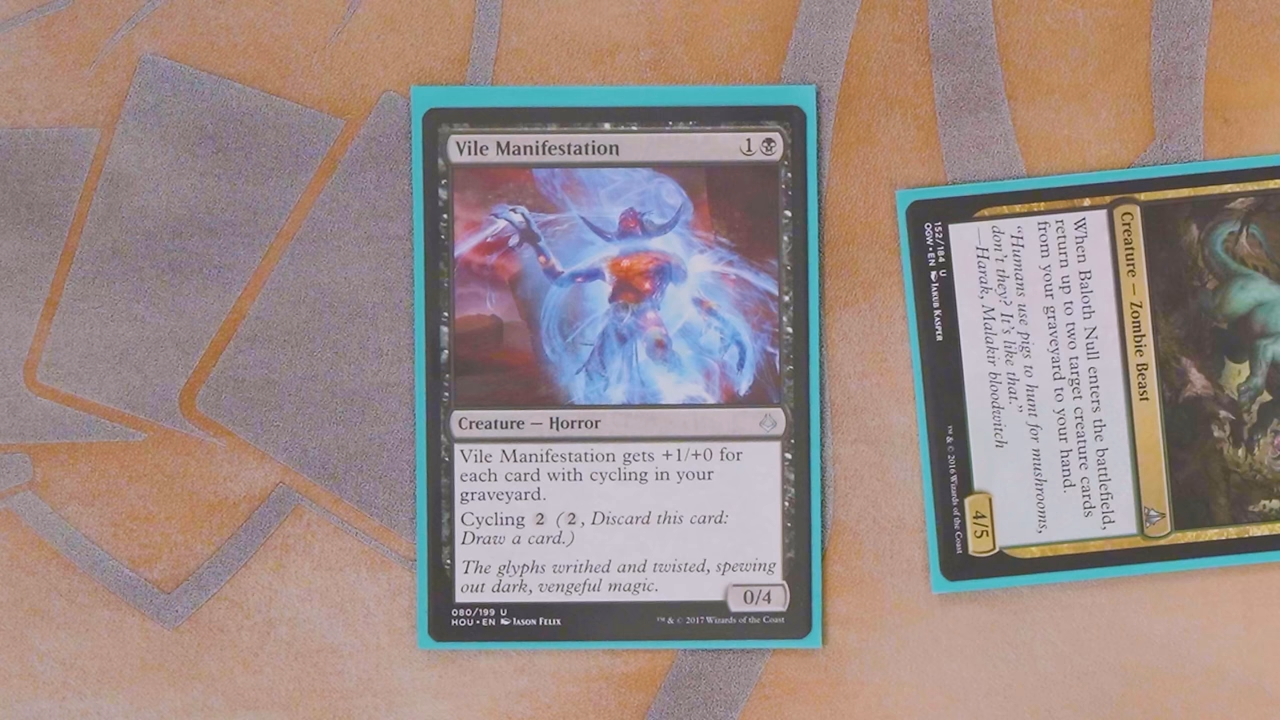 Vile Manifestation 1
Creature — Horror
Vile Manifestation gets +1/+0 for
each card with cycling in your
graveyard.
Cycling 2 (2, Discard this card:
Draw a card.)
The glyphs writhed and twisted, spewing
out dark, vengeful magic.
0/4
080/199 U
HOU • EN JASON FELIX
™ & © 2017 Wizards of the Coast
Creature — Zombie Beast
When Baloth Null enters the battlefield,
return up to two target creature cards
from your graveyard to your hand.
“Humans use pigs to hunt for mushrooms,
don't they? It's like that.”
—Harak, Malakir bloodwitch
4/5
152/184 U
OGW • EN JAKUB KASPER
™ & © 2016 Wizards of the Coast